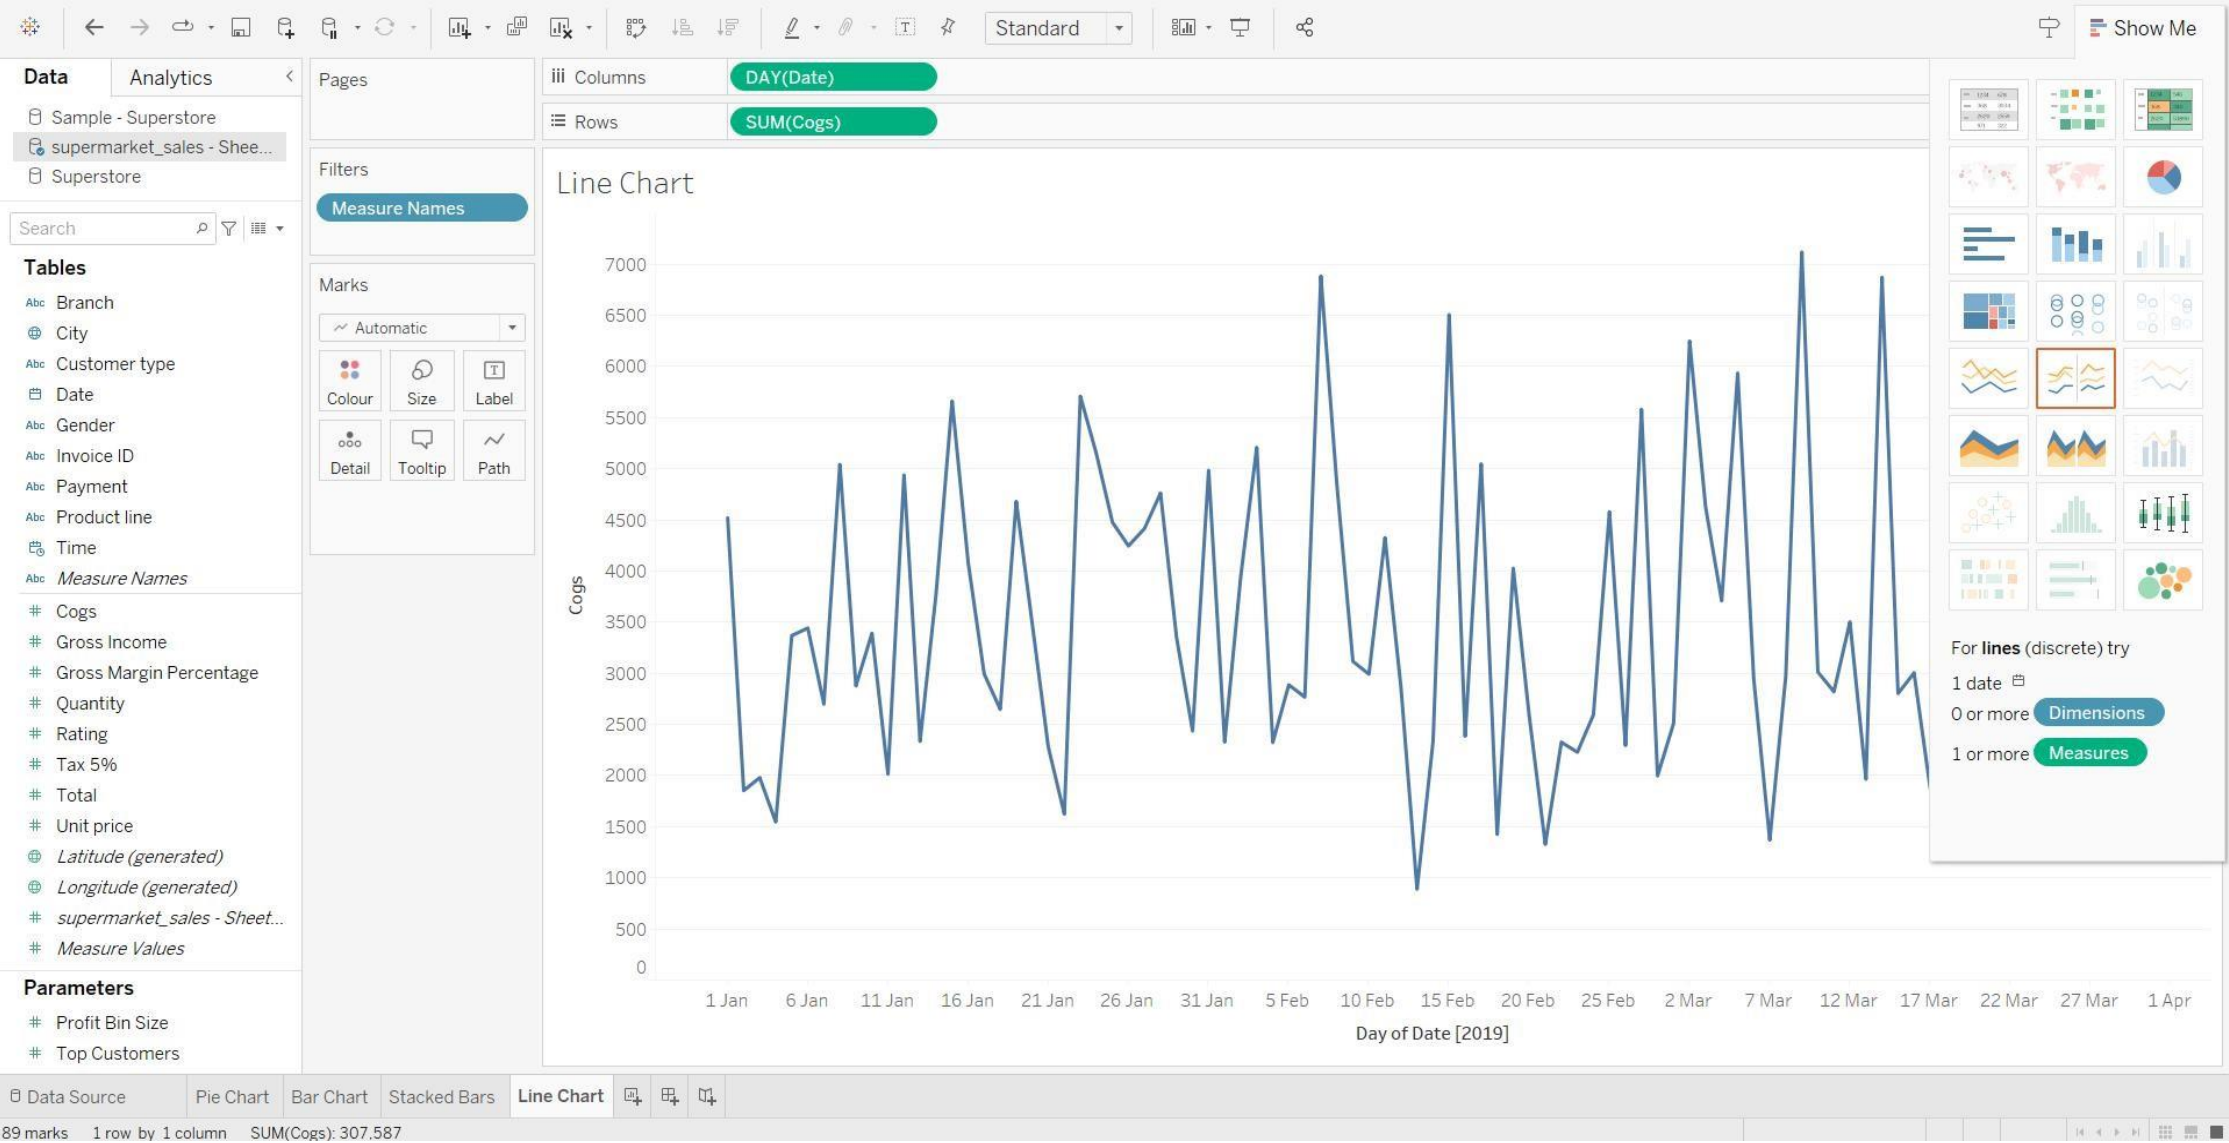 Standard
Show Me
Data
Analytics
Sample - Superstore
supermarket_sales - Shee...
Superstore
Search
Tables
Abc Branch
City
Abc Customer type
Date
Abc Gender
Abc Invoice ID
Abc Payment
Abc Product line
Time
Abc Measure Names
# Cogs
# Gross Income
# Gross Margin Percentage
# Quantity
# Rating
# Tax 5%
# Total
# Unit price
Latitude (generated)
Longitude (generated)
# supermarket_sales - Sheet...
# Measure Values
Parameters
# Profit Bin Size
# Top Customers
Pages
Filters
Measure Names
Marks
Automatic
Colour
Size
Label
Detail
Tooltip
Path
Columns
DAY(Date)
Rows
SUM(Cogs)
Line Chart
7000
6500
6000
5500
5000
4500
4000
3500
3000
2500
2000
1500
1000
500
0
Cogs
1 Jan
6 Jan
11 Jan
16 Jan
21 Jan
26 Jan
31 Jan
5 Feb
10 Feb
15 Feb
20 Feb
25 Feb
2 Mar
7 Mar
12 Mar
17 Mar
22 Mar
27 Mar
1 Apr
Day of Date [2019]
For lines (discrete) try
1 date
0 or more Dimensions
1 or more Measures
Data Source
Pie Chart
Bar Chart
Stacked Bars
Line Chart
89 marks
1 row by 1 column
SUM(Cogs): 307,587